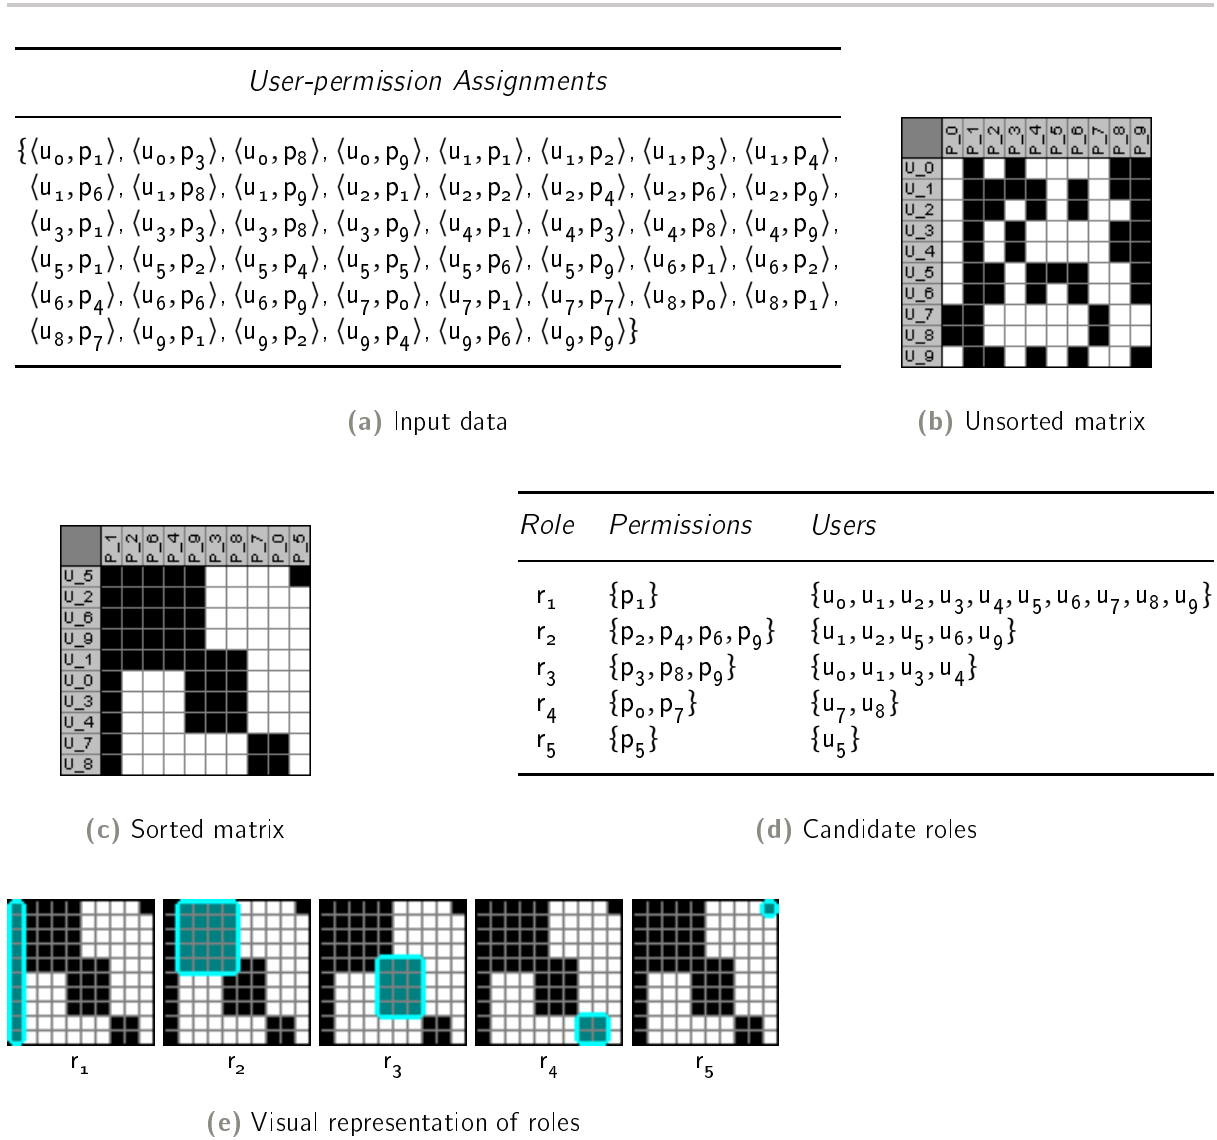 User-permission Assignments
{⟨u₀, p₁⟩, ⟨u₀, p₃⟩, ⟨u₀, p₈⟩, ⟨u₀, p₉⟩, ⟨u₁, p₁⟩, ⟨u₁, p₂⟩, ⟨u₁, p₃⟩, ⟨u₁, p₄⟩,
⟨u₁, p₆⟩, ⟨u₁, p₈⟩, ⟨u₁, p₉⟩, ⟨u₂, p₁⟩, ⟨u₂, p₂⟩, ⟨u₂, p₄⟩, ⟨u₂, p₆⟩, ⟨u₂, p₉⟩,
⟨u₃, p₁⟩, ⟨u₃, p₃⟩, ⟨u₃, p₈⟩, ⟨u₃, p₉⟩, ⟨u₄, p₁⟩, ⟨u₄, p₃⟩, ⟨u₄, p₈⟩, ⟨u₄, p₉⟩,
⟨u₅, p₁⟩, ⟨u₅, p₂⟩, ⟨u₅, p₄⟩, ⟨u₅, p₅⟩, ⟨u₅, p₆⟩, ⟨u₅, p₉⟩, ⟨u₆, p₁⟩, ⟨u₆, p₂⟩,
⟨u₆, p₄⟩, ⟨u₆, p₆⟩, ⟨u₆, p₉⟩, ⟨u₇, p₀⟩, ⟨u₇, p₁⟩, ⟨u₇, p₇⟩, ⟨u₈, p₀⟩, ⟨u₈, p₁⟩,
⟨u₈, p₇⟩, ⟨u₉, p₁⟩, ⟨u₉, p₂⟩, ⟨u₉, p₄⟩, ⟨u₉, p₆⟩, ⟨u₉, p₉⟩}
(a) Input data
P_0 P_1 P_2 P_3 P_4 P_5 P_6 P_7 P_8 P_9
U_0
U_1
U_2
U_3
U_4
U_5
U_6
U_7
U_8
U_9
(b) Unsorted matrix
P_1 P_2 P_6 P_4 P_9 P_3 P_8 P_7 P_0 P_5
U_5
U_2
U_6
U_9
U_1
U_0
U_3
U_4
U_7
U_8
(c) Sorted matrix
Role Permissions Users
r₁ {p₁} {u₀, u₁, u₂, u₃, u₄, u₅, u₆, u₇, u₈, u₉}
r₂ {p₂, p₄, p₆, p₉} {u₁, u₂, u₅, u₆, u₉}
r₃ {p₃, p₈, p₉} {u₀, u₁, u₃, u₄}
r₄ {p₀, p₇} {u₇, u₈}
r₅ {p₅} {u₅}
(d) Candidate roles
r₁ r₂ r₃ r₄ r₅
(e) Visual representation of roles